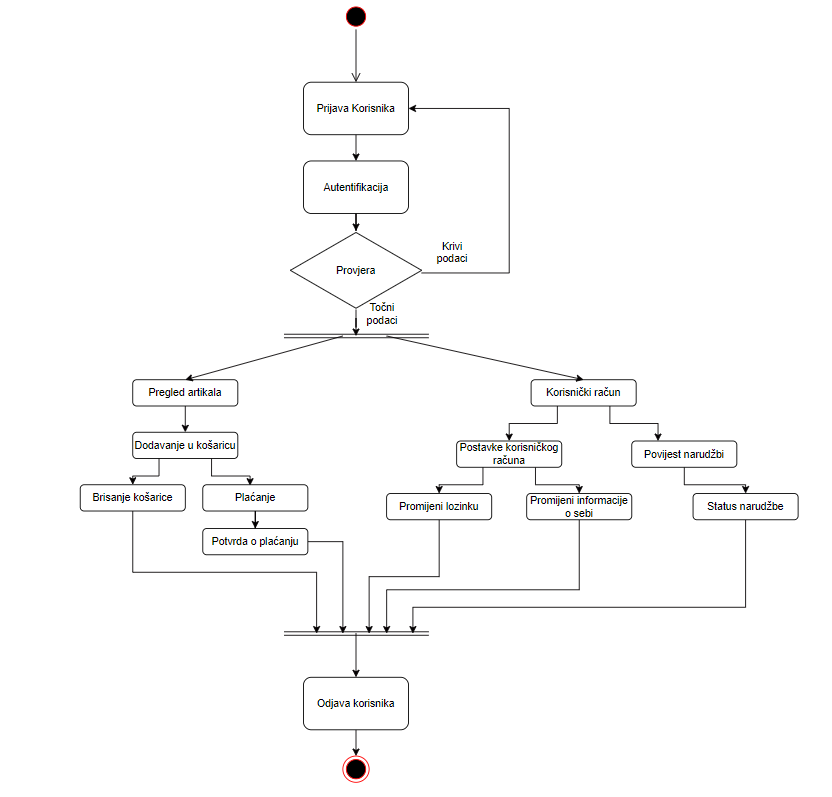 Prijava Korisnika
Autentifikacija
Krivi
podaci
Provjera
Točni
podaci
Pregled artikala
Korisnički račun
Dodavanje u košaricu
Postavke korisničkog
računa
Povijest narudžbi
Brisanje košarice
Plaćanje
Promijeni lozinku
Promijeni informacije
o sebi
Status narudžbe
Potvrda o plaćanju
Odjava korisnika